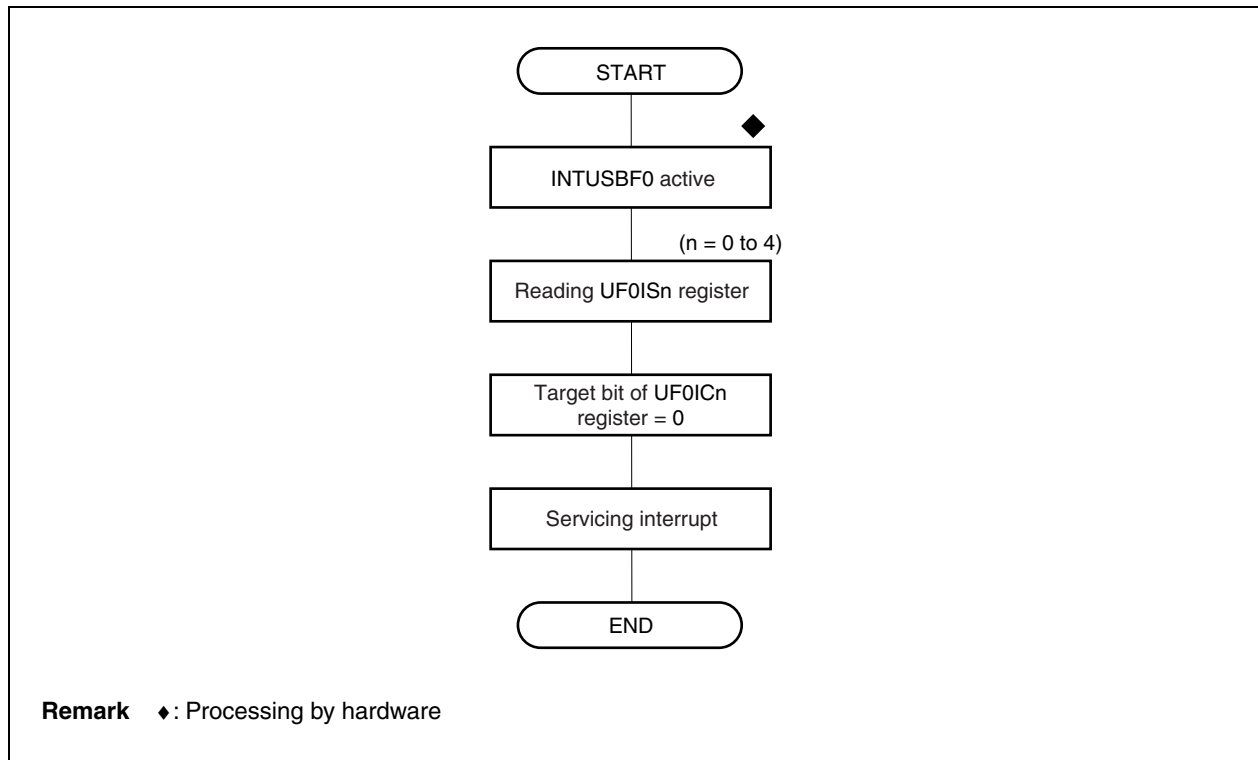 START
INTUSBF0 active
(n = 0 to 4)
Reading UF0ISn register
Target bit of UF0ICn
register = 0
Servicing interrupt
END
Remark ♦: Processing by hardware